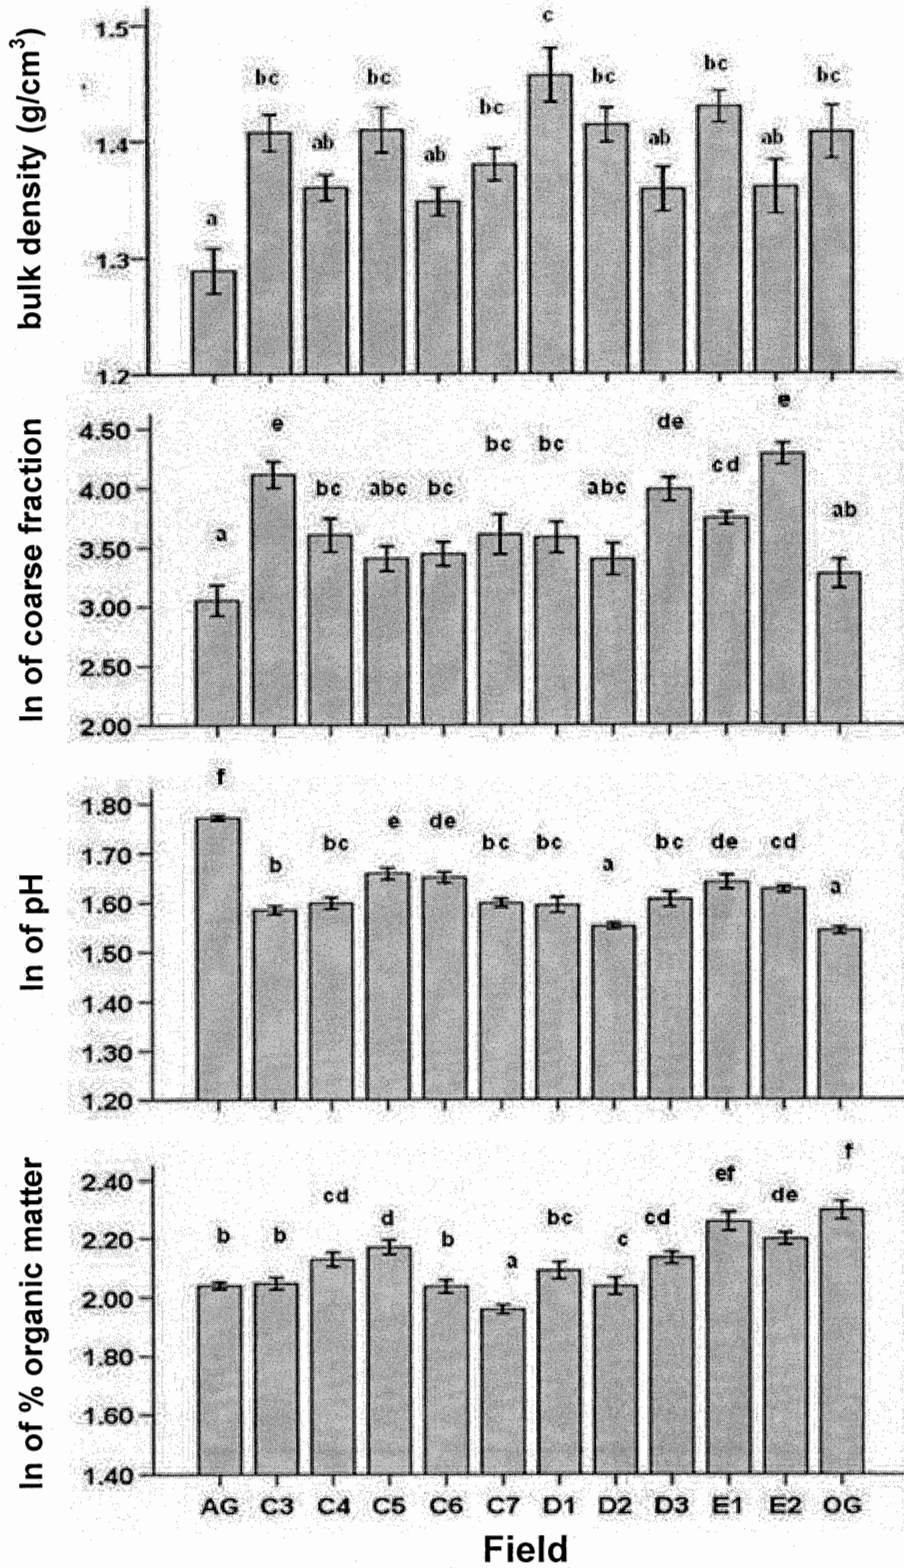 bulk density (g/cm³)
1.5
1.4
1.3
1.2
a
bc
ab
bc
ab
bc
c
bc
ab
bc
ab
bc
ln of coarse fraction
4.50
4.00
3.50
3.00
2.50
2.00
a
e
bc
abc
bc
bc
bc
abc
de
cd
e
ab
ln of pH
1.80
1.70
1.60
1.50
1.40
1.30
1.20
f
b
bc
e
de
bc
bc
a
bc
de
cd
a
ln of % organic matter
2.40
2.20
2.00
1.80
1.60
1.40
b
b
cd
d
b
a
bc
c
cd
ef
de
f
AG C3 C4 C5 C6 C7 D1 D2 D3 E1 E2 OG
Field